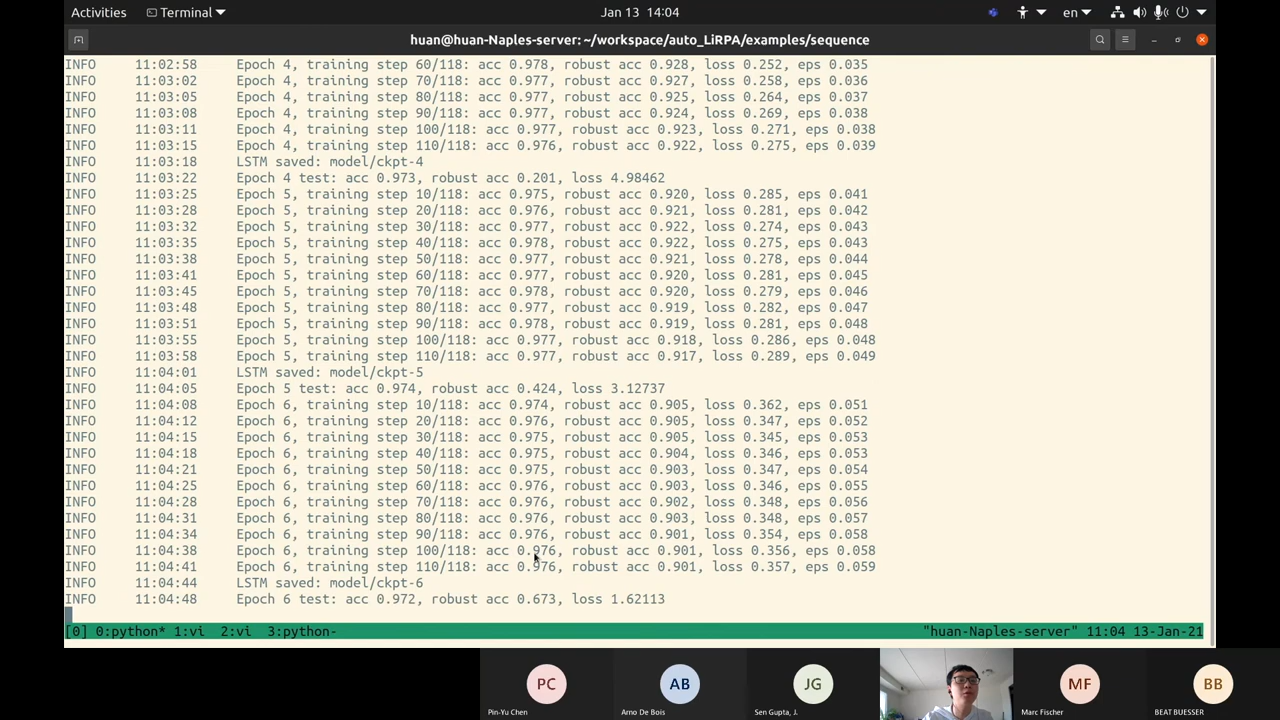 Activities Terminal Jan 13 14:04 en
huan@huan-Naples-server: ~/workspace/auto_LiRPA/examples/sequence
INFO 11:02:58 Epoch 4, training step 60/118: acc 0.978, robust acc 0.928, loss 0.252, eps 0.035
INFO 11:03:02 Epoch 4, training step 70/118: acc 0.977, robust acc 0.927, loss 0.258, eps 0.036
INFO 11:03:05 Epoch 4, training step 80/118: acc 0.977, robust acc 0.925, loss 0.264, eps 0.037
INFO 11:03:08 Epoch 4, training step 90/118: acc 0.977, robust acc 0.924, loss 0.269, eps 0.038
INFO 11:03:11 Epoch 4, training step 100/118: acc 0.977, robust acc 0.923, loss 0.271, eps 0.038
INFO 11:03:15 Epoch 4, training step 110/118: acc 0.976, robust acc 0.922, loss 0.275, eps 0.039
INFO 11:03:18 LSTM saved: model/ckpt-4
INFO 11:03:22 Epoch 4 test: acc 0.973, robust acc 0.201, loss 4.98462
INFO 11:03:25 Epoch 5, training step 10/118: acc 0.975, robust acc 0.920, loss 0.285, eps 0.041
INFO 11:03:28 Epoch 5, training step 20/118: acc 0.976, robust acc 0.921, loss 0.281, eps 0.042
INFO 11:03:32 Epoch 5, training step 30/118: acc 0.977, robust acc 0.922, loss 0.274, eps 0.043
INFO 11:03:35 Epoch 5, training step 40/118: acc 0.978, robust acc 0.922, loss 0.275, eps 0.043
INFO 11:03:38 Epoch 5, training step 50/118: acc 0.977, robust acc 0.921, loss 0.278, eps 0.044
INFO 11:03:41 Epoch 5, training step 60/118: acc 0.977, robust acc 0.920, loss 0.281, eps 0.045
INFO 11:03:45 Epoch 5, training step 70/118: acc 0.978, robust acc 0.920, loss 0.279, eps 0.046
INFO 11:03:48 Epoch 5, training step 80/118: acc 0.977, robust acc 0.919, loss 0.282, eps 0.047
INFO 11:03:51 Epoch 5, training step 90/118: acc 0.978, robust acc 0.919, loss 0.281, eps 0.048
INFO 11:03:55 Epoch 5, training step 100/118: acc 0.977, robust acc 0.918, loss 0.286, eps 0.048
INFO 11:03:58 Epoch 5, training step 110/118: acc 0.977, robust acc 0.917, loss 0.289, eps 0.049
INFO 11:04:01 LSTM saved: model/ckpt-5
INFO 11:04:05 Epoch 5 test: acc 0.974, robust acc 0.424, loss 3.12737
INFO 11:04:08 Epoch 6, training step 10/118: acc 0.974, robust acc 0.905, loss 0.362, eps 0.051
INFO 11:04:12 Epoch 6, training step 20/118: acc 0.976, robust acc 0.905, loss 0.347, eps 0.052
INFO 11:04:15 Epoch 6, training step 30/118: acc 0.975, robust acc 0.905, loss 0.345, eps 0.053
INFO 11:04:18 Epoch 6, training step 40/118: acc 0.975, robust acc 0.904, loss 0.346, eps 0.053
INFO 11:04:21 Epoch 6, training step 50/118: acc 0.975, robust acc 0.903, loss 0.347, eps 0.054
INFO 11:04:25 Epoch 6, training step 60/118: acc 0.976, robust acc 0.903, loss 0.346, eps 0.055
INFO 11:04:28 Epoch 6, training step 70/118: acc 0.976, robust acc 0.902, loss 0.348, eps 0.056
INFO 11:04:31 Epoch 6, training step 80/118: acc 0.976, robust acc 0.903, loss 0.348, eps 0.057
INFO 11:04:34 Epoch 6, training step 90/118: acc 0.976, robust acc 0.901, loss 0.354, eps 0.058
INFO 11:04:38 Epoch 6, training step 100/118: acc 0.976, robust acc 0.901, loss 0.356, eps 0.058
INFO 11:04:41 Epoch 6, training step 110/118: acc 0.976, robust acc 0.901, loss 0.357, eps 0.059
INFO 11:04:44 LSTM saved: model/ckpt-6
INFO 11:04:48 Epoch 6 test: acc 0.972, robust acc 0.673, loss 1.62113
[0] 0:python* 1:vi 2:vi 3:python- "huan-Naples-server" 11:04 13-Jan-21
PC AB JG MF BB
Pin-Yu Chen Arno De Bois Sen Gupta, J. Marc Fischer BEAT BUESSER